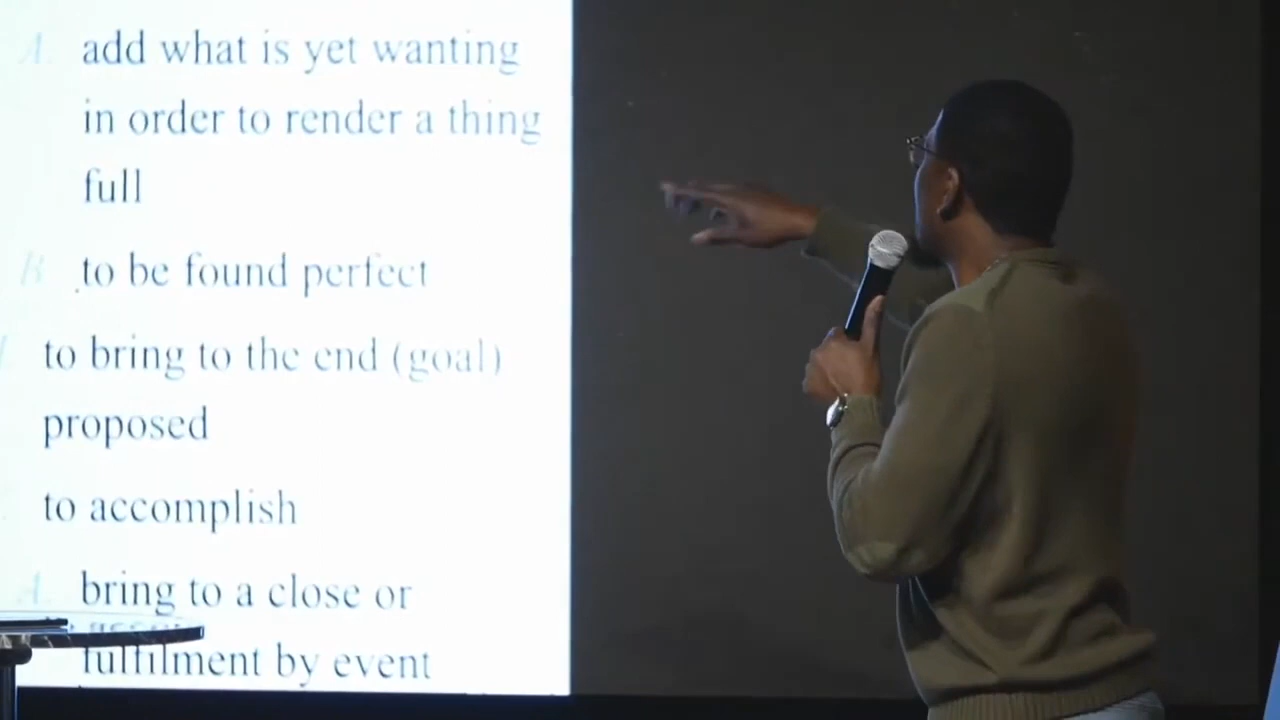 A. add what is yet wanting
in order to render a thing
full
B to be found perfect
to bring to the end (goal)
proposed
to accomplish
A. bring to a close or
fulfilment by event